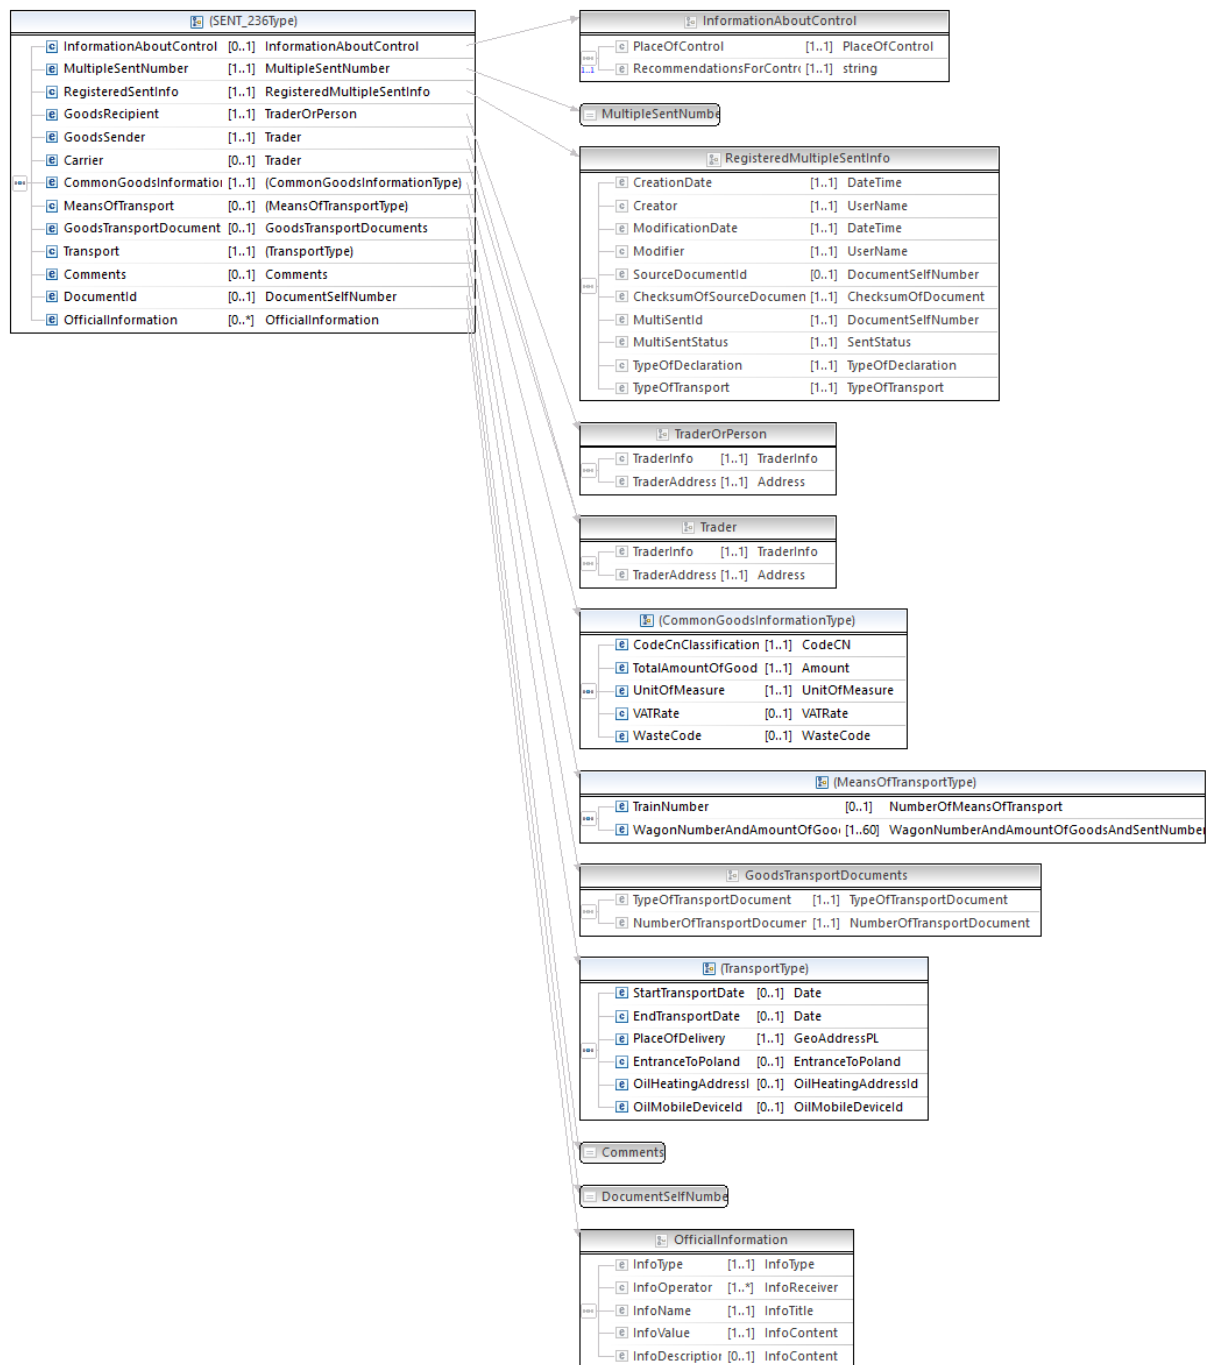 (SENT_236Type)
InformationAboutControl [0..1] InformationAboutControl
MultipleSentNumber [1..1] MultipleSentNumber
RegisteredSentInfo [1..1] RegisteredMultipleSentInfo
GoodsRecipient [1..1] TraderOrPerson
GoodsSender [1..1] Trader
Carrier [0..1] Trader
CommonGoodsInformation [1..1] (CommonGoodsInformationType)
MeansOfTransport [0..1] (MeansOfTransportType)
GoodsTransportDocument [0..1] GoodsTransportDocuments
Transport [1..1] (TransportType)
Comments [0..1] Comments
DocumentId [0..1] DocumentSelfNumber
OfficialInformation [0..*] OfficialInformation
InformationAboutControl
PlaceOfControl [1..1] PlaceOfControl
1..1
RecommendationsForContro [1..1] string
MultipleSentNumbe
RegisteredMultipleSentInfo
CreationDate [1..1] DateTime
Creator [1..1] UserName
ModificationDate [1..1] DateTime
Modifier [1..1] UserName
SourceDocumentId [0..1] DocumentSelfNumber
ChecksumOfSourceDocumen [1..1] ChecksumOfDocument
MultiSentId [1..1] DocumentSelfNumber
MultiSentStatus [1..1] SentStatus
TypeOfDeclaration [1..1] TypeOfDeclaration
TypeOfTransport [1..1] TypeOfTransport
TraderOrPerson
TraderInfo [1..1] TraderInfo
TraderAddress [1..1] Address
Trader
TraderInfo [1..1] TraderInfo
TraderAddress [1..1] Address
(CommonGoodsInformationType)
CodeCnClassification [1..1] CodeCN
TotalAmountOfGood [1..1] Amount
UnitOfMeasure [1..1] UnitOfMeasure
VATRate [0..1] VATRate
WasteCode [0..1] WasteCode
(MeansOfTransportType)
TrainNumber [0..1] NumberOfMeansOfTransport
WagonNumberAndAmountOfGoo [1..60] WagonNumberAndAmountOfGoodsAndSentNumber
GoodsTransportDocuments
TypeOfTransportDocument [1..1] TypeOfTransportDocument
NumberOfTransportDocumer [1..1] NumberOfTransportDocument
(TransportType)
StartTransportDate [0..1] Date
EndTransportDate [0..1] Date
PlaceOfDelivery [1..1] GeoAddressPL
EntranceToPoland [0..1] EntranceToPoland
OilHeatingAddressI [0..1] OilHeatingAddressId
OilMobileDeviceId [0..1] OilMobileDeviceId
Comments
DocumentSelfNumbe
OfficialInformation
InfoType [1..1] InfoType
InfoOperator [1..*] InfoReceiver
InfoName [1..1] InfoTitle
InfoValue [1..1] InfoContent
InfoDescription [0..1] InfoContent